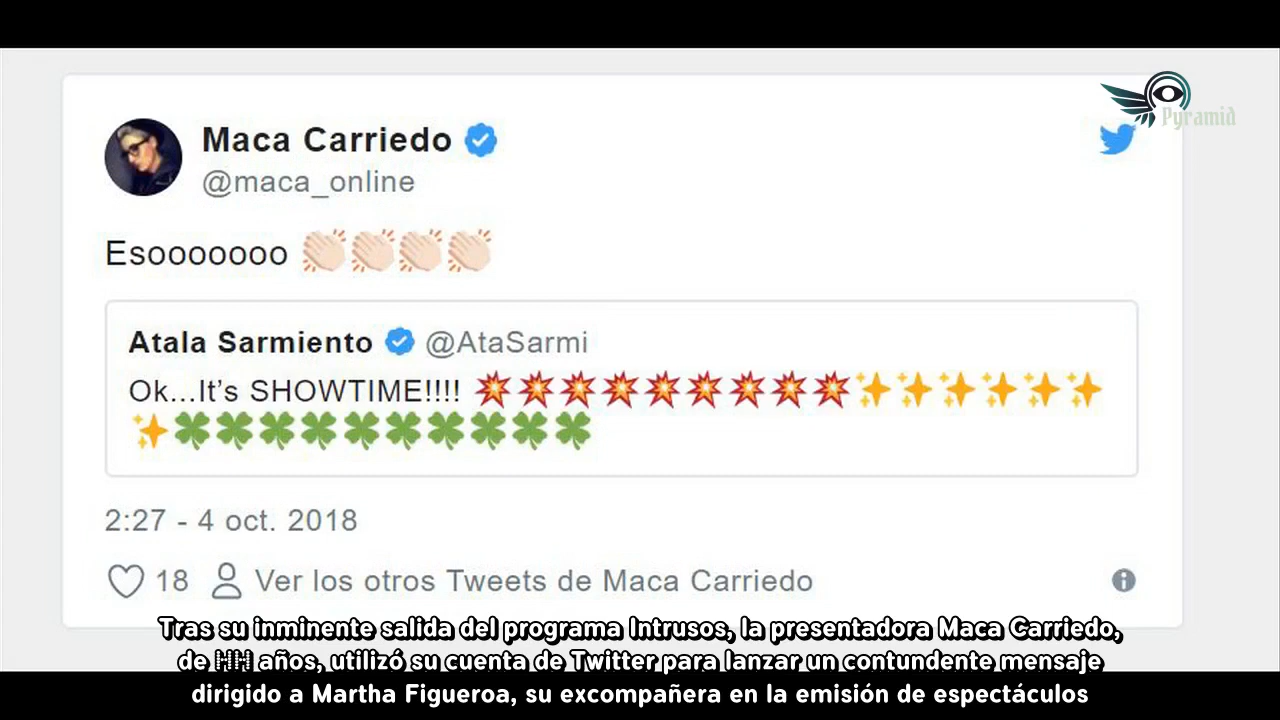 Pyramid
Maca Carriedo
@maca_online
Esooooooo 👏🏻👏🏻👏🏻👏🏻
Atala Sarmiento @AtaSarmi
Ok...It's SHOWTIME!!!! 💥💥💥💥💥💥💥💥💥✨✨✨✨✨✨
✨🍀🍀🍀🍀🍀🍀🍀🍀🍀🍀
2:27 - 4 oct. 2018
18 Ver los otros Tweets de Maca Carriedo
Tras su inminente salida del programa Intrusos, la presentadora Maca Carriedo,
de años, utilizó su cuenta de Twitter para lanzar un contundente mensaje
dirigido a Martha Figueroa, su excompañera en la emisión de espectáculos